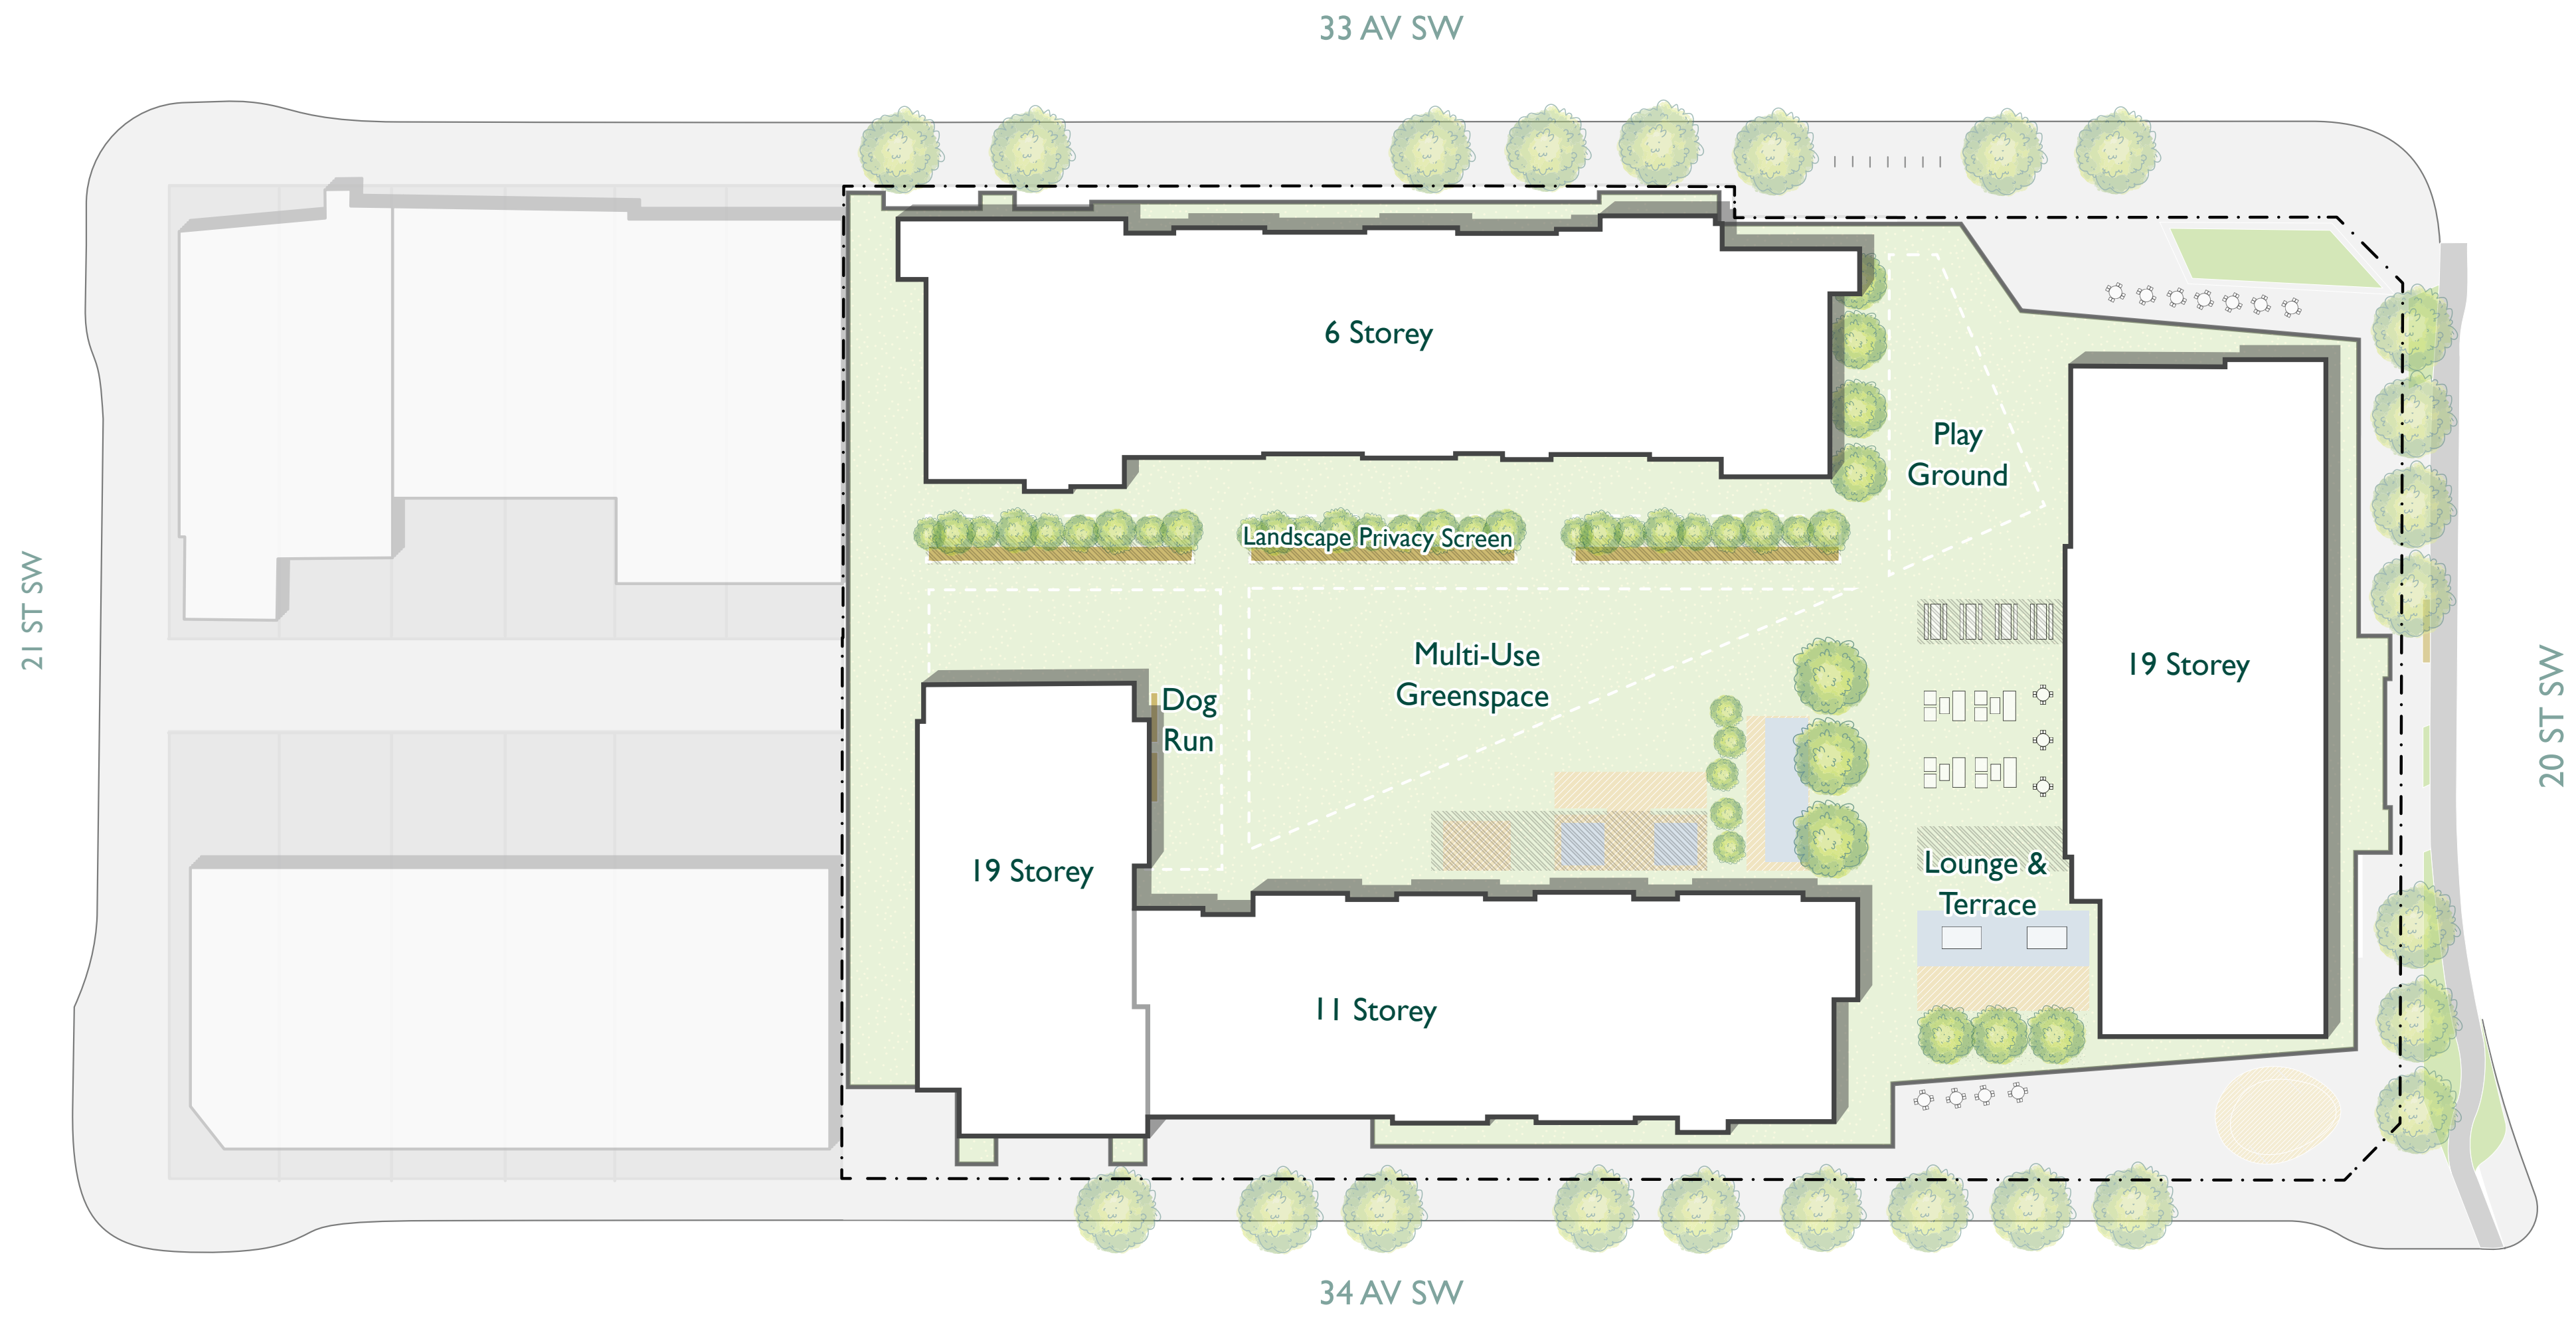 33 AV SW
6 Storey
Play
Ground
Landscape Privacy Screen
21 ST SW
Multi-Use
Greenspace
19 Storey
20 ST SW
Dog
Run
19 Storey
Lounge &
Terrace
11 Storey
34 AV SW